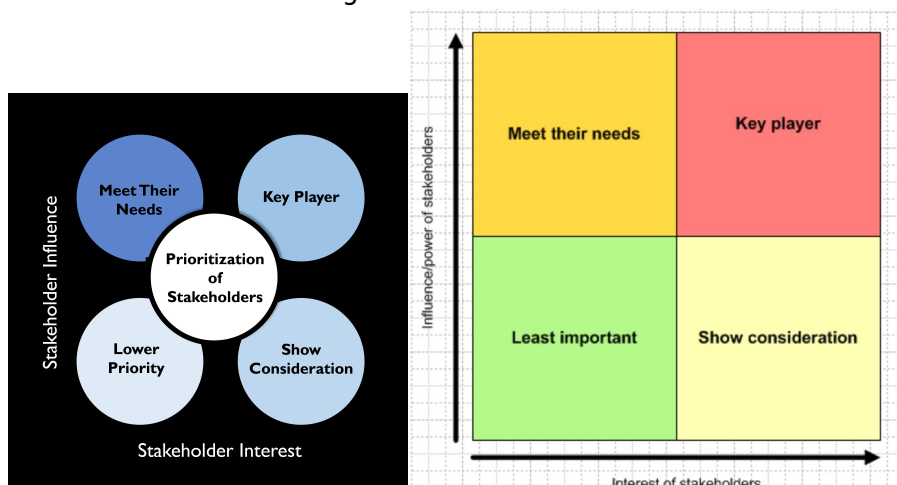 Stakeholder Influence
Meet Their
Needs
Key Player
Prioritization
of
Stakeholders
Lower
Priority
Show
Consideration
Stakeholder Interest
Influence/power of stakeholders
Meet their needs
Key player
Least important
Show consideration
Interest of stakeholders